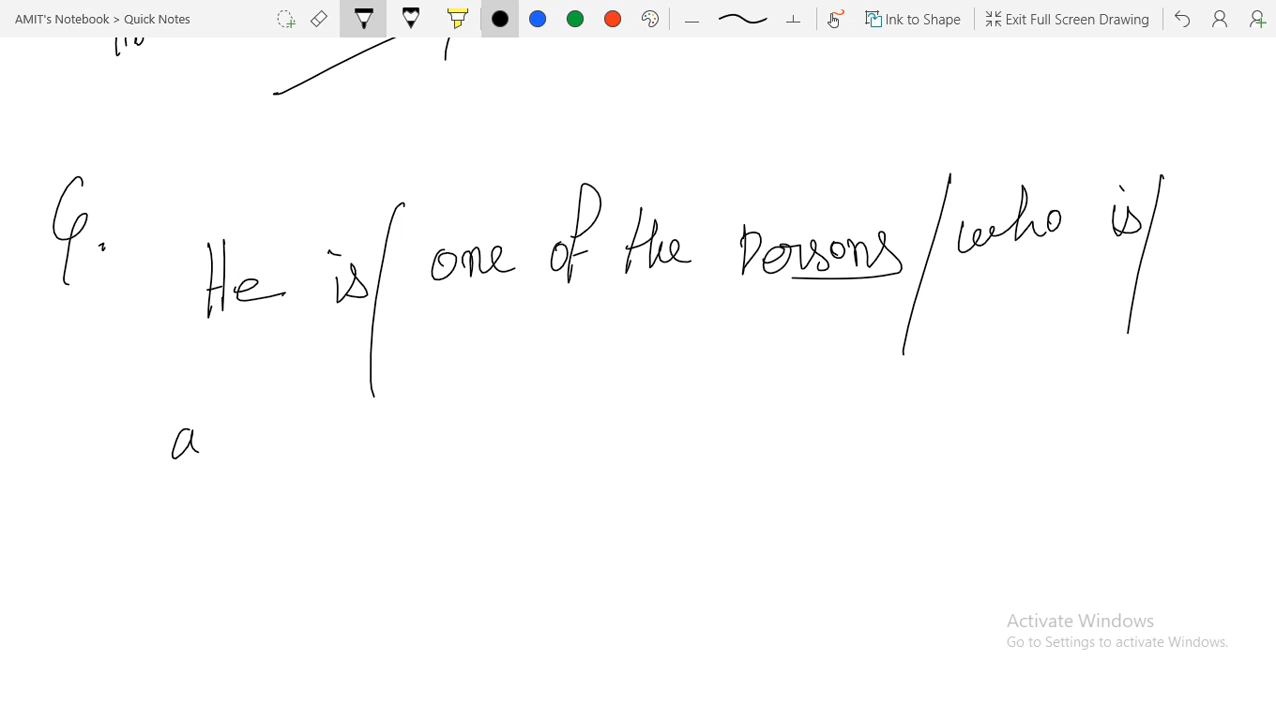 AMIT's Notebook > Quick Notes
Ink to Shape
Exit Full Screen Drawing
Q. He is/ one of the Persons / who is/
a
Activate Windows
Go to Settings to activate Windows.